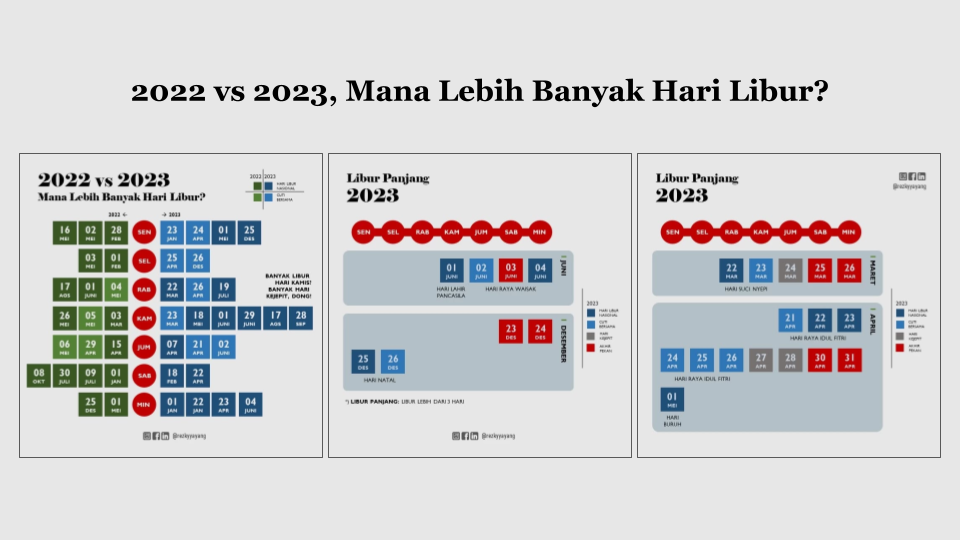 2022 vs 2023, Mana Lebih Banyak Hari Libur?
2022 vs 2023
Mana Lebih Banyak Hari Libur?
2022 2023
HARI LIBUR
NASIONAL
CUTI
BERSAMA
2022 ← → 2023
16 02 28 SEN 23 24 01 25
MEI MEI FEB JAN APR MEI DES
03 01 SEL 25 26
MEI FEB APR DES
17 01 04 RAB 22 26 19
AGS JUNI MEI MAR APR JULI
BANYAK LIBUR
HARI KAMIS!
BANYAK HARI
KEJEPIT, DONG!
26 05 03 KAM 23 18 01 29 17 28
MEI MEI MAR MAR MEI JUNI JUNI AGS SEP
06 29 15 JUM 07 21 02
MEI APR APR APR APR JUNI
08 30 09 01 SAB 18 22
OKT JULI JULI JAN FEB APR
25 01 MIN 01 22 23 04
DES MEI JAN JAN APR JUNI
@rezkyyayang
Libur Panjang
2023
SEN SEL RAB KAM JUM SAB MIN
JUNI
01 02 03 04
JUNI JUNI JUNI JUNI
HARI LAHIR
PANCASILA
HARI RAYA WAISAK
DESEMBER
23 24
DES DES
25 26
DES DES
HARI NATAL
*) LIBUR PANJANG: LIBUR LEBIH DARI 3 HARI
2023
HARI LIBUR
NASIONAL
CUTI
BERSAMA
HARI
AKHIR
PEKAN
@rezkyyayang
Libur Panjang
2023
@rezkyyayang
SEN SEL RAB KAM JUM SAB MIN
MARET
22 23 24 25 26
MAR MAR MAR MAR MAR
HARI SUCI NYEPI
APRIL
21 22 23
APR APR APR
HARI RAYA IDUL FITRI
24 25 26 27 28 30 31
APR APR APR APR APR APR APR
HARI RAYA IDUL FITRI
01
MEI
HARI
BURUH
2023
HARI LIBUR
NASIONAL
CUTI
BERSAMA
HARI
AKHIR
PEKAN